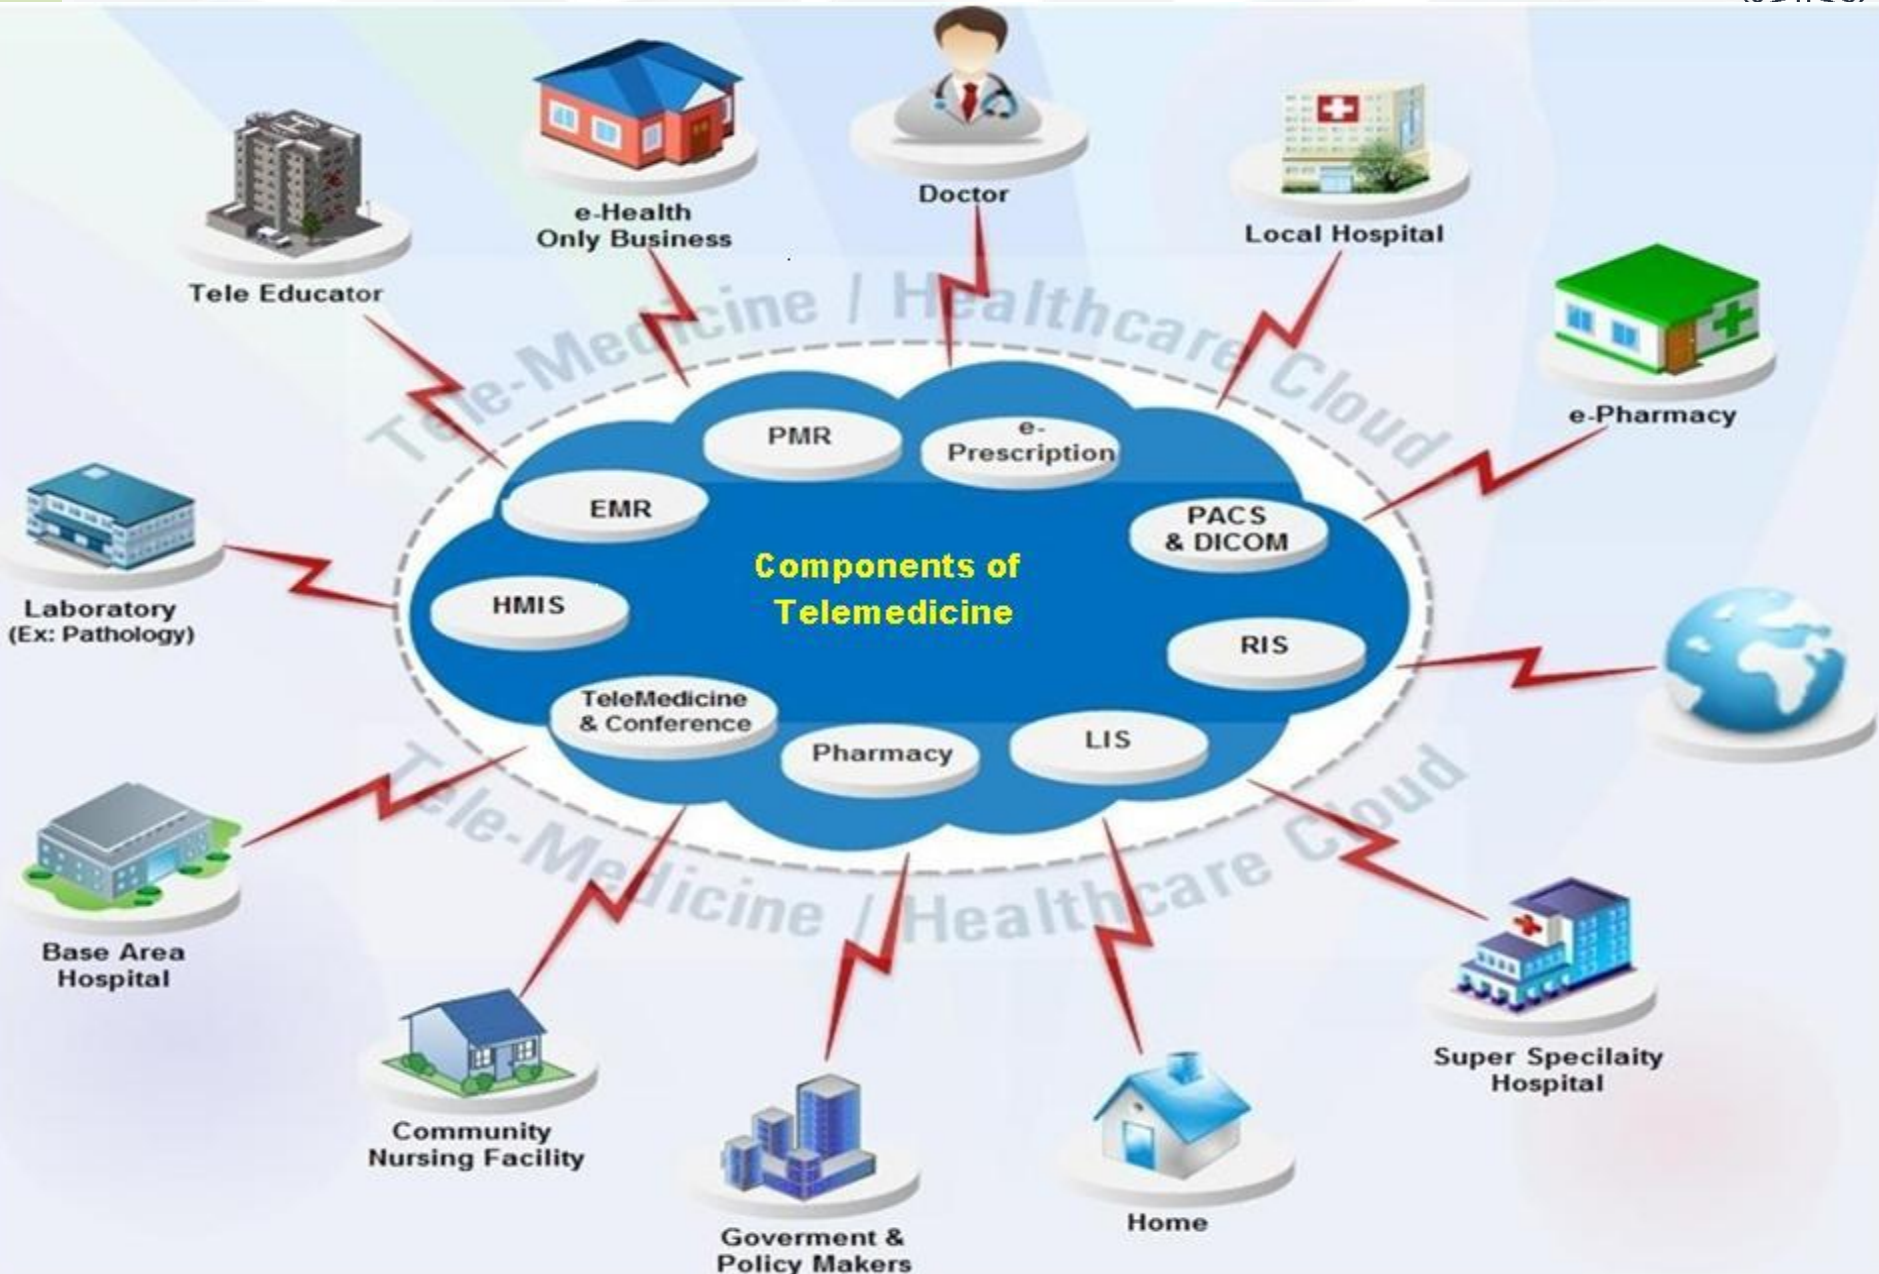 Tele-Medicine / Healthcare Cloud
Doctor
e-Health
Only Business
Local Hospital
Tele Educator
e-Pharmacy
Laboratory
(Ex: Pathology)
PMR
e-
Prescription
EMR
PACS
& DICOM
Components of
Telemedicine
HMIS
RIS
TeleMedicine
& Conference
Pharmacy
LIS
Tele-Medicine / Healthcare Cloud
Base Area
Hospital
Community
Nursing Facility
Goverment &
Policy Makers
Home
Super Specilaity
Hospital